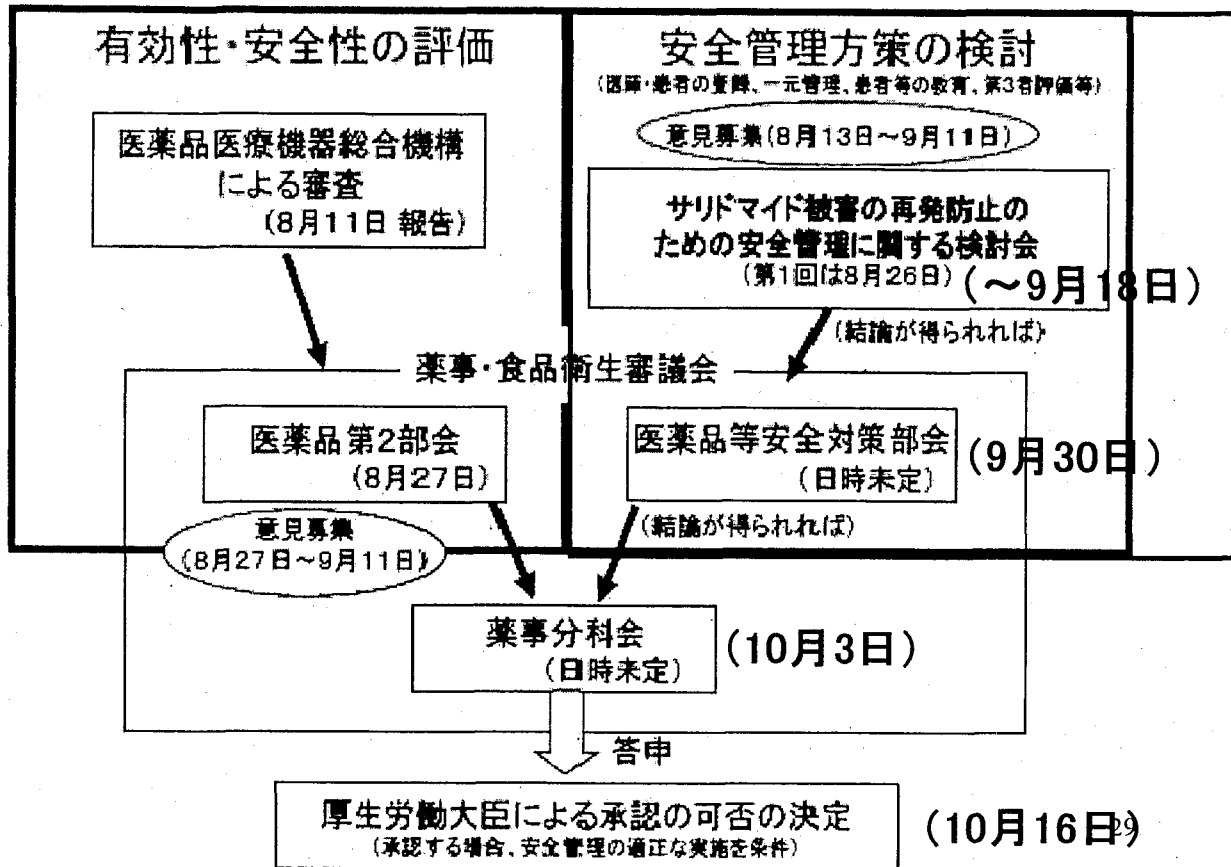 有効性・安全性の評価
医薬品医療機器総合機構
による審査
(8月11日 報告)
安全管理方策の検討
(医師・患者の登録、一元管理、患者等の教育、第3者評価等)
意見募集(8月13日～9月11日)
サリドマイド被害の再発防止の
ための安全管理に関する検討会
(第1回は8月26日)
(～9月18日)
(結論が得られれば)
薬事・食品衛生審議会
医薬品第2部会
(8月27日)
意見募集
(8月27日～9月11日)
医薬品等安全対策部会
(日時未定)
(9月30日)
(結論が得られれば)
薬事分科会
(日時未定)
(10月3日)
答申
厚生労働大臣による承認の可否の決定
(承認する場合、安全管理の適正な実施を条件)
(10月16日)
29